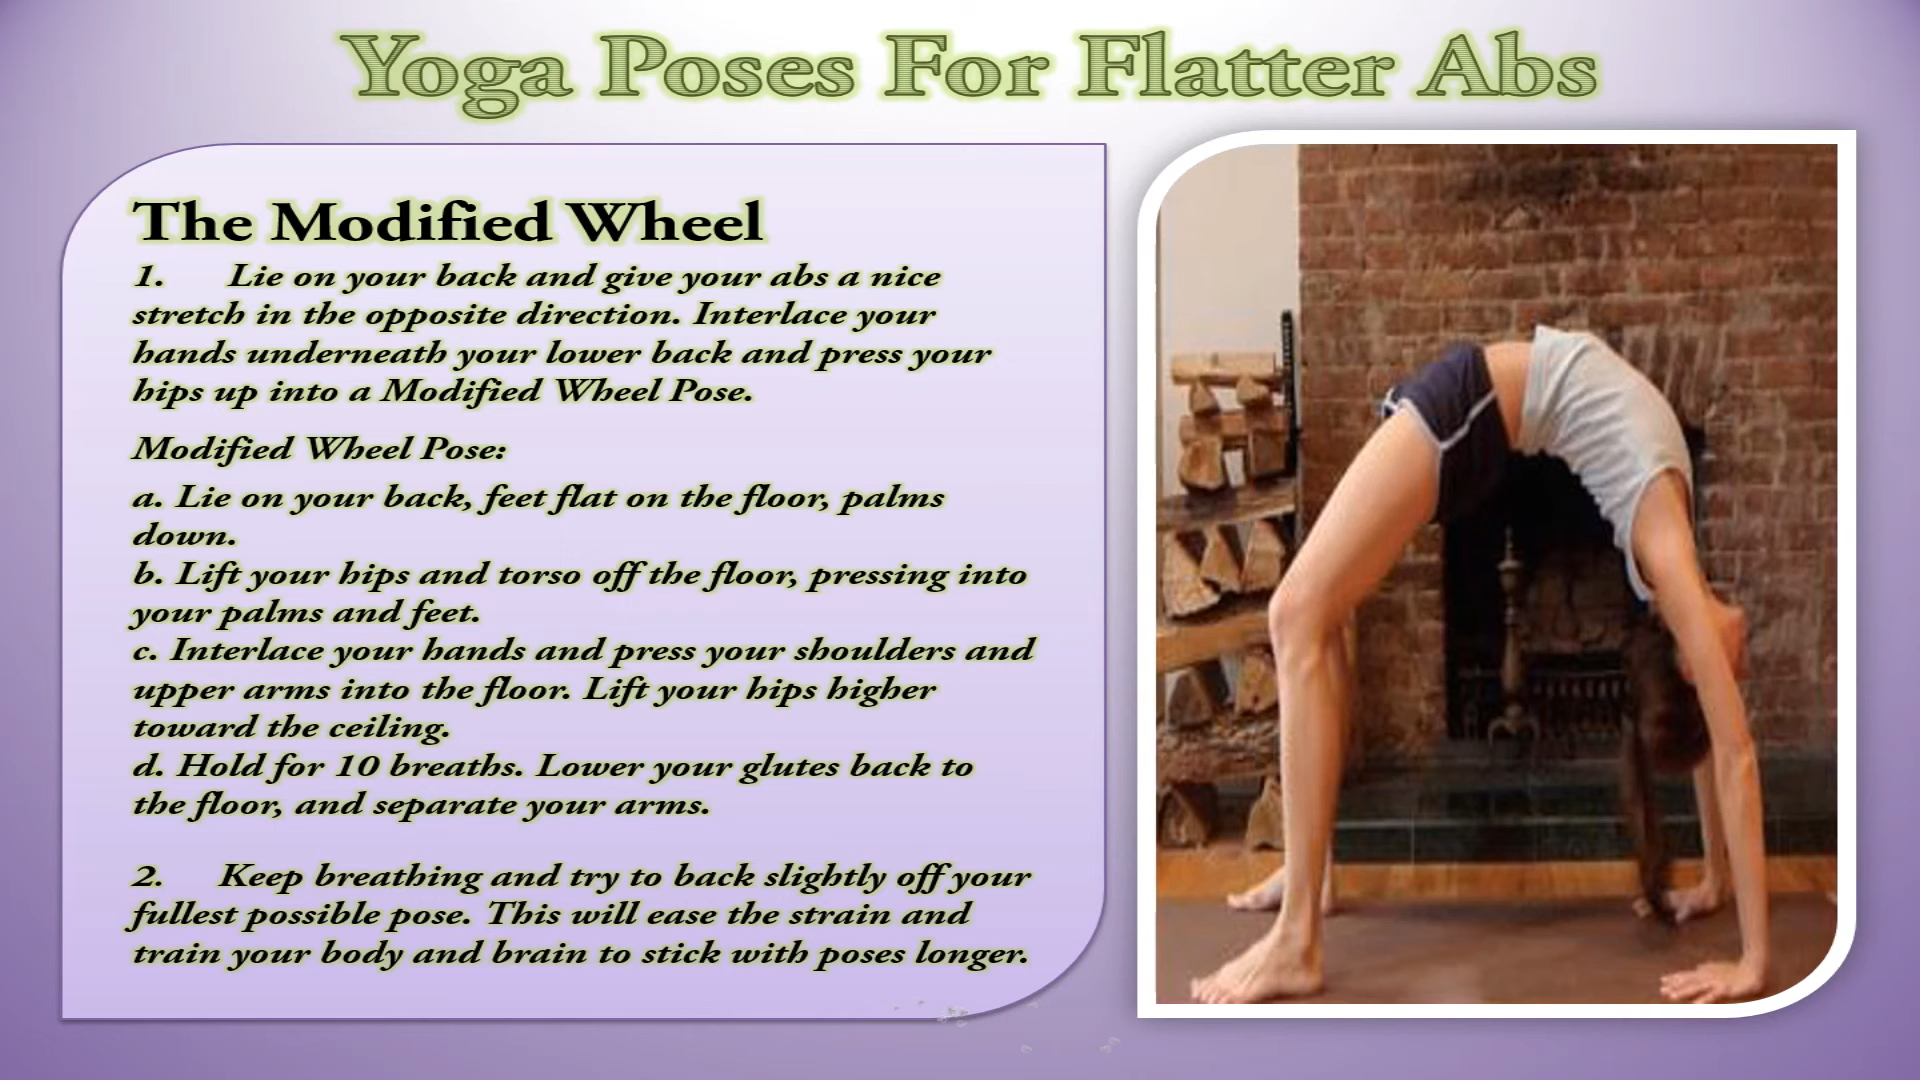 Yoga Poses For Flatter Abs
The Modified Wheel
1. Lie on your back and give your abs a nice
stretch in the opposite direction. Interlace your
hands underneath your lower back and press your
hips up into a Modified Wheel Pose.
Modified Wheel Pose:
a. Lie on your back, feet flat on the floor, palms
down.
b. Lift your hips and torso off the floor, pressing into
your palms and feet.
c. Interlace your hands and press your shoulders and
upper arms into the floor. Lift your hips higher
toward the ceiling.
d. Hold for 10 breaths. Lower your glutes back to
the floor, and separate your arms.
2. Keep breathing and try to back slightly off your
fullest possible pose. This will ease the strain and
train your body and brain to stick with poses longer.